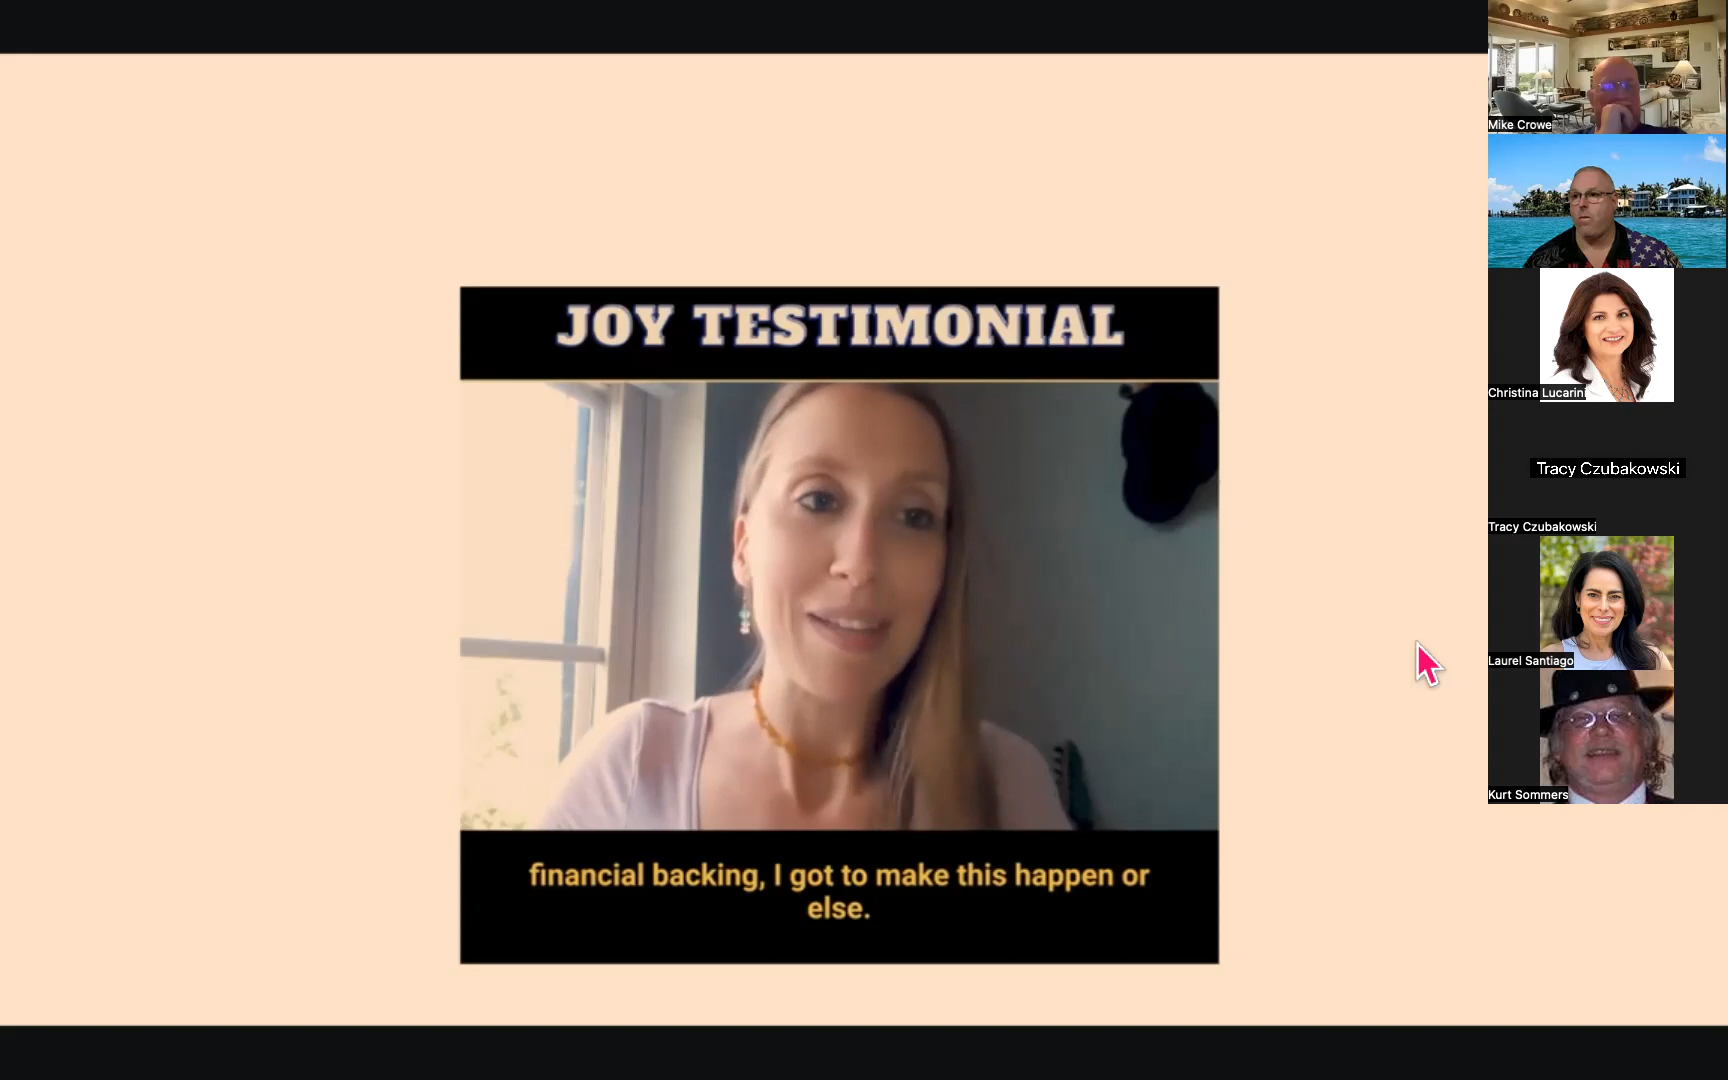 JOY TESTIMONIAL
financial backing, I got to make this happen or
else.
Mike Crowe
Christina Lucarini
Tracy Czubakowski
Tracy Czubakowski
Laurel Santiago
Kurt Sommers